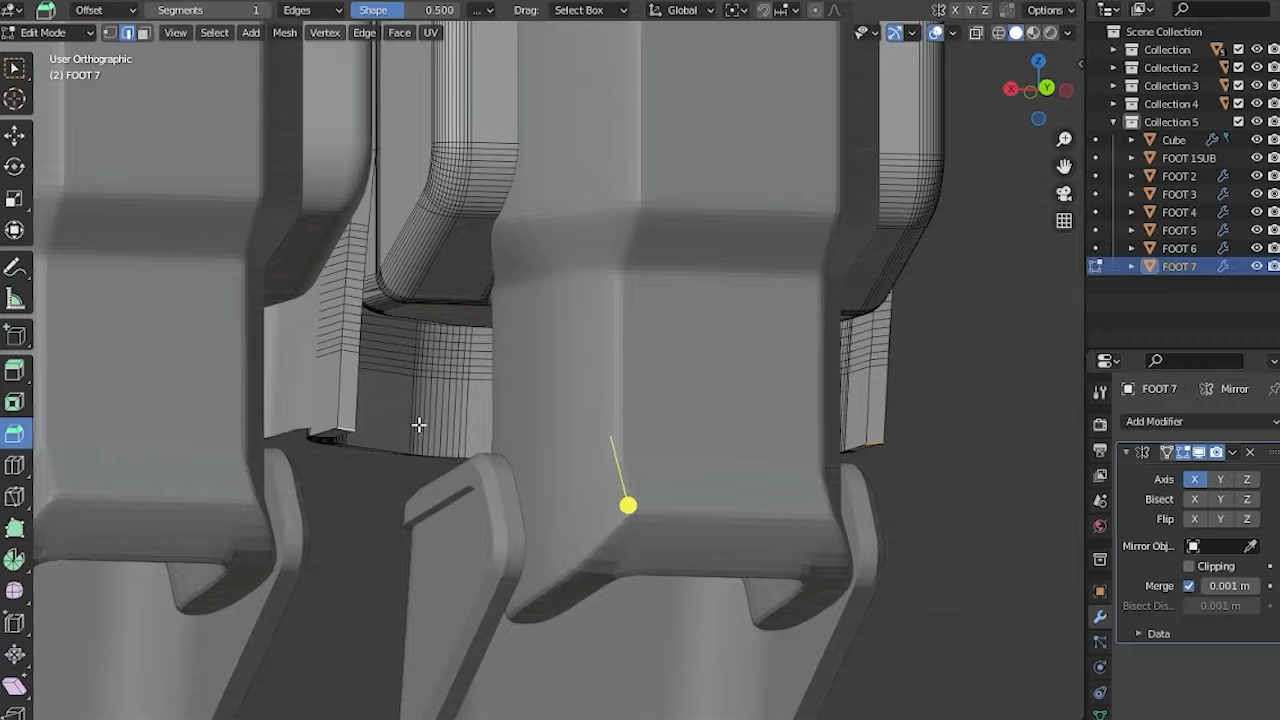 Offset Segments 1 Edges Shape 0.500 ... Drag: Select Box Global X Y Z Options
Edit Mode View Select Add Mesh Vertex Edge Face UV
User Orthographic
(2) FOOT 7
Z
X
Y
Scene Collection
Collection 5
Collection 2
Collection 3
Collection 4
Collection 5
Cube
FOOT 1SUB
FOOT 2
FOOT 3
FOOT 4
FOOT 5
FOOT 6
FOOT 7
FOOT 7 Mirror
Add Modifier
Axis X Y Z
Bisect X Y Z
Flip X Y Z
Mirror Obj..
Clipping
Merge 0.001 m
Bisect Dis... 0.001 m
Data